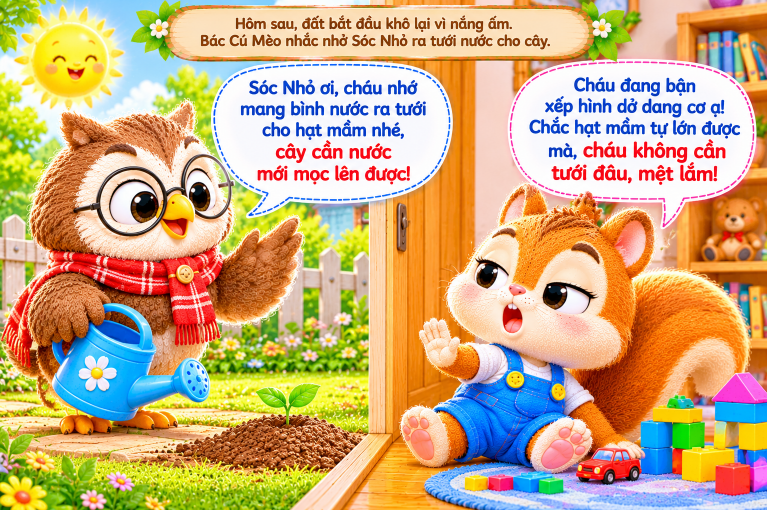 Hôm sau, đất bắt đầu khô lại vì nắng ấm.
Bác Cú Mèo nhắc nhở Sóc Nhỏ ra tưới nước cho cây.
Sóc Nhỏ ơi, cháu nhớ
mang bình nước ra tưới
cho hạt mầm nhé,
cây cần nước
mới mọc lên được!
Cháu đang bận
xếp hình dở dang cơ ạ!
Chắc hạt mầm tự lớn được
mà, cháu không cần
tưới đâu, mệt lắm!